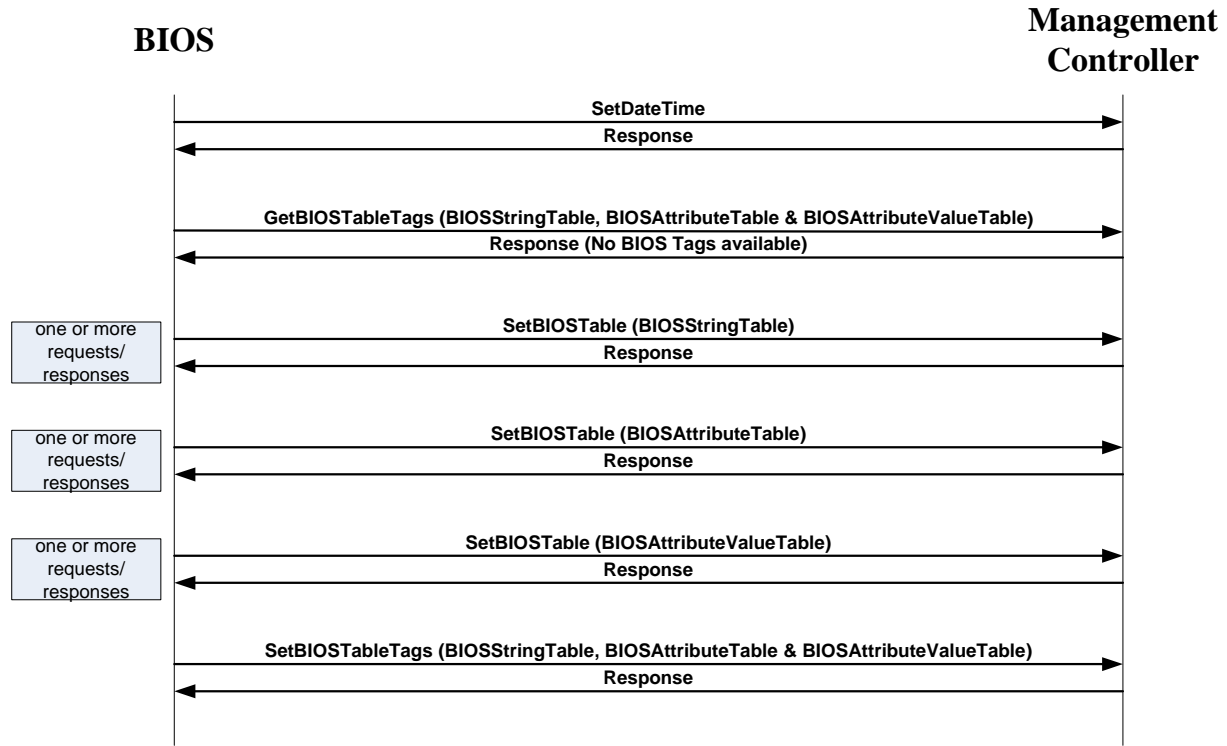 BIOS
Management
Controller
SetDateTime
Response
GetBIOSTableTags (BIOSStringTable, BIOSAttributeTable & BIOSAttributeValueTable)
Response (No BIOS Tags available)
one or more
requests/
responses
SetBIOSTable (BIOSStringTable)
Response
one or more
requests/
responses
SetBIOSTable (BIOSAttributeTable)
Response
one or more
requests/
responses
SetBIOSTable (BIOSAttributeValueTable)
Response
SetBIOSTableTags (BIOSStringTable, BIOSAttributeTable & BIOSAttributeValueTable)
Response